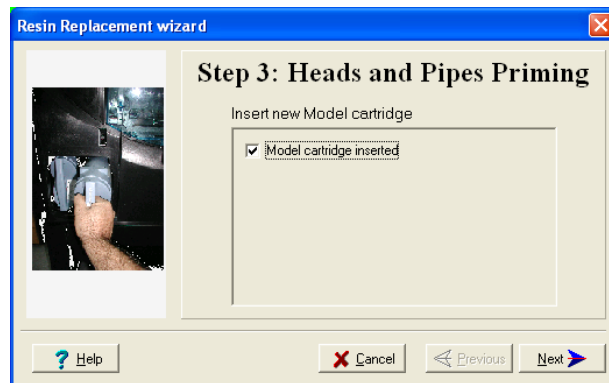 Resin Replacement wizard
Step 3: Heads and Pipes Priming
Insert new Model cartridge
Model cartridge inserted
Help
Cancel
Previous
Next